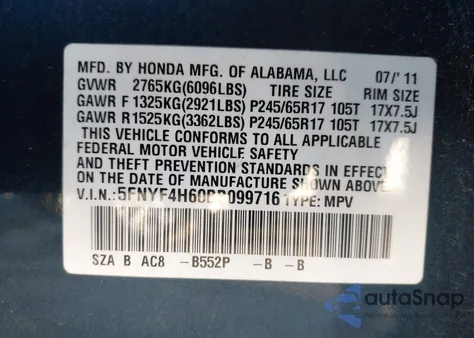 MFD. BY HONDA MFG. OF ALABAMA, LLC 07/'11
GVWR 2765KG(6096LBS) TIRE SIZE RIM SIZE
GAWR F 1325KG(2921LBS) P245/65R17 105T 17X7.5J
GAWR R 1525KG(3362LBS) P245/65R17 105T 17X7.5J
THIS VEHICLE CONFORMS TO ALL APPLICABLE
FEDERAL MOTOR VEHICLE SAFETY
AND THEFT PREVENTION STANDARDS IN EFFECT
ON THE DATE OF MANUFACTURE SHOWN ABOVE.
V.I.N.: TYPE: MPV
SZA B AC8 -B552P -B -B
autoSnap